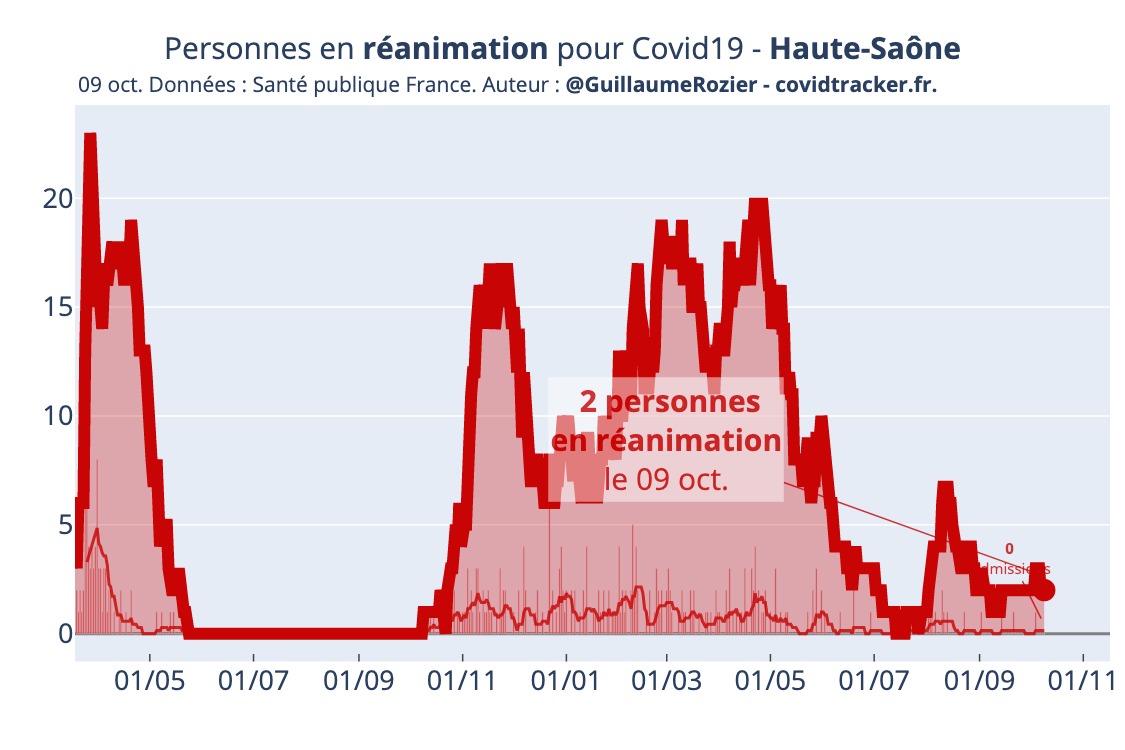 Personnes en réanimation pour Covid19 - Haute-Saône
09 oct. Données : Santé publique France. Auteur : @GuillaumeRozier - covidtracker.fr.
20
15
10
5
0
2 personnes
en réanimation
le 09 oct.
0
admissions
01/05 01/07 01/09 01/11 01/01 01/03 01/05 01/07 01/09 01/11